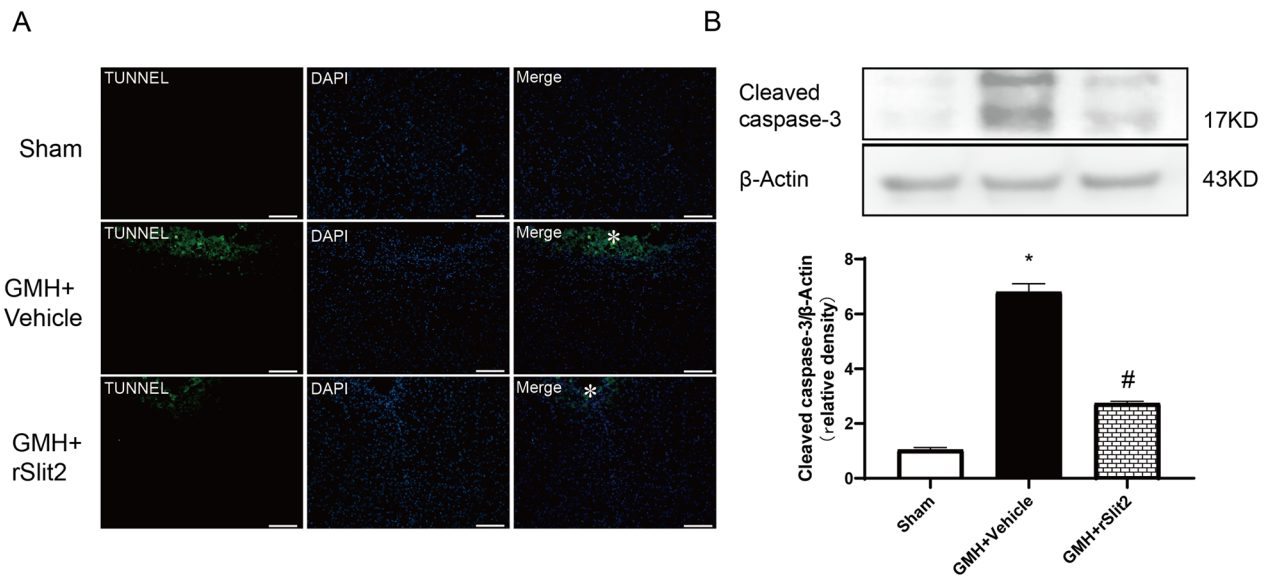 A
B
TUNNEL
DAPI
Merge
Sham
TUNNEL
DAPI
Merge
*
GMH+
Vehicle
TUNNEL
DAPI
Merge
*
GMH+
rSlit2
Cleaved
caspase-3
17KD
β-Actin
43KD
Cleaved caspase-3/β-Actin
(relative density)
8
6
4
2
0
*
#
Sham
GMH+Vehicle
GMH+rSlit2